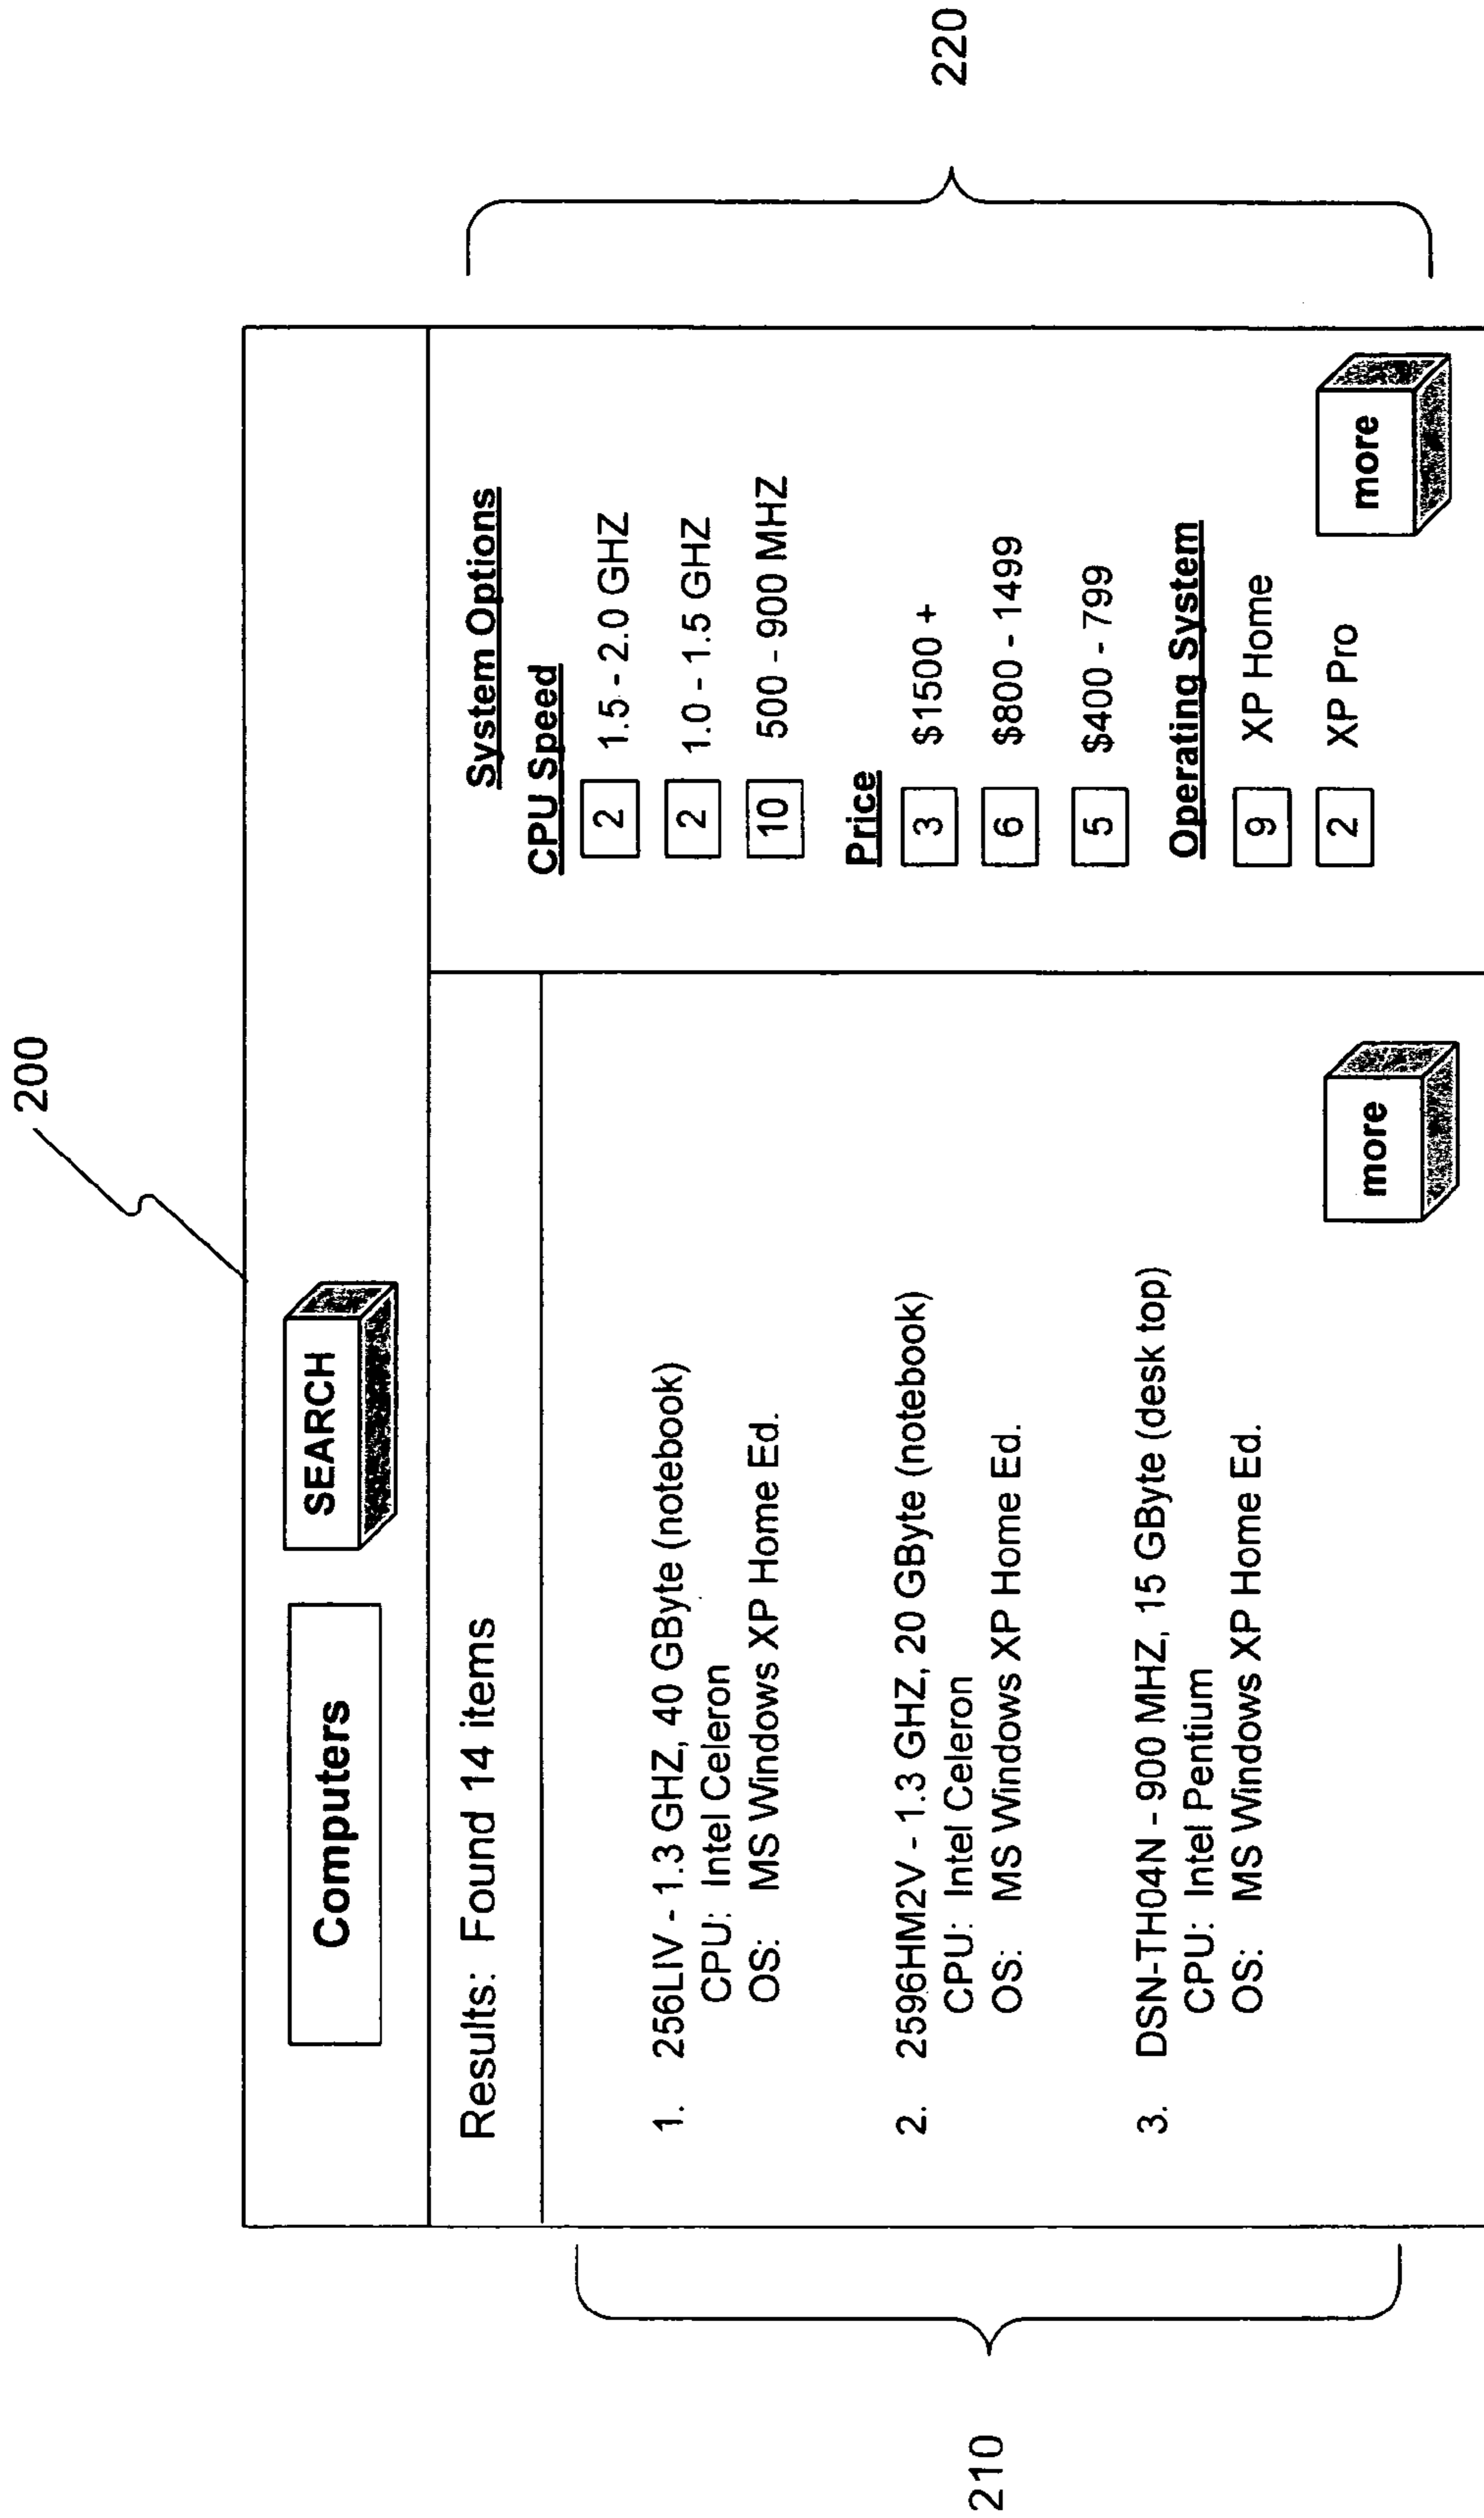 200
Computers
SEARCH
Results: Found 14 items
1. 256LIV - 1.3 GHZ, 40 GByte (notebook)
CPU: Intel Celeron
OS: MS Windows XP Home Ed.
2. 2596HM2V - 1.3 GHZ, 20 GByte (notebook)
CPU: Intel Celeron
OS: MS Windows XP Home Ed.
3. DSN-TH04N - 900 MHZ, 15 GByte (desk top)
CPU: Intel Pentium
OS: MS Windows XP Home Ed.
more
210
System Options
CPU Speed
2 1.5 - 2.0 GHZ
2 1.0 - 1.5 GHZ
10 500 - 900 MHZ
Price
3 $1500 +
6 $800 - 1499
5 $400 - 799
Operating System
9 XP Home
2 XP Pro
more
220